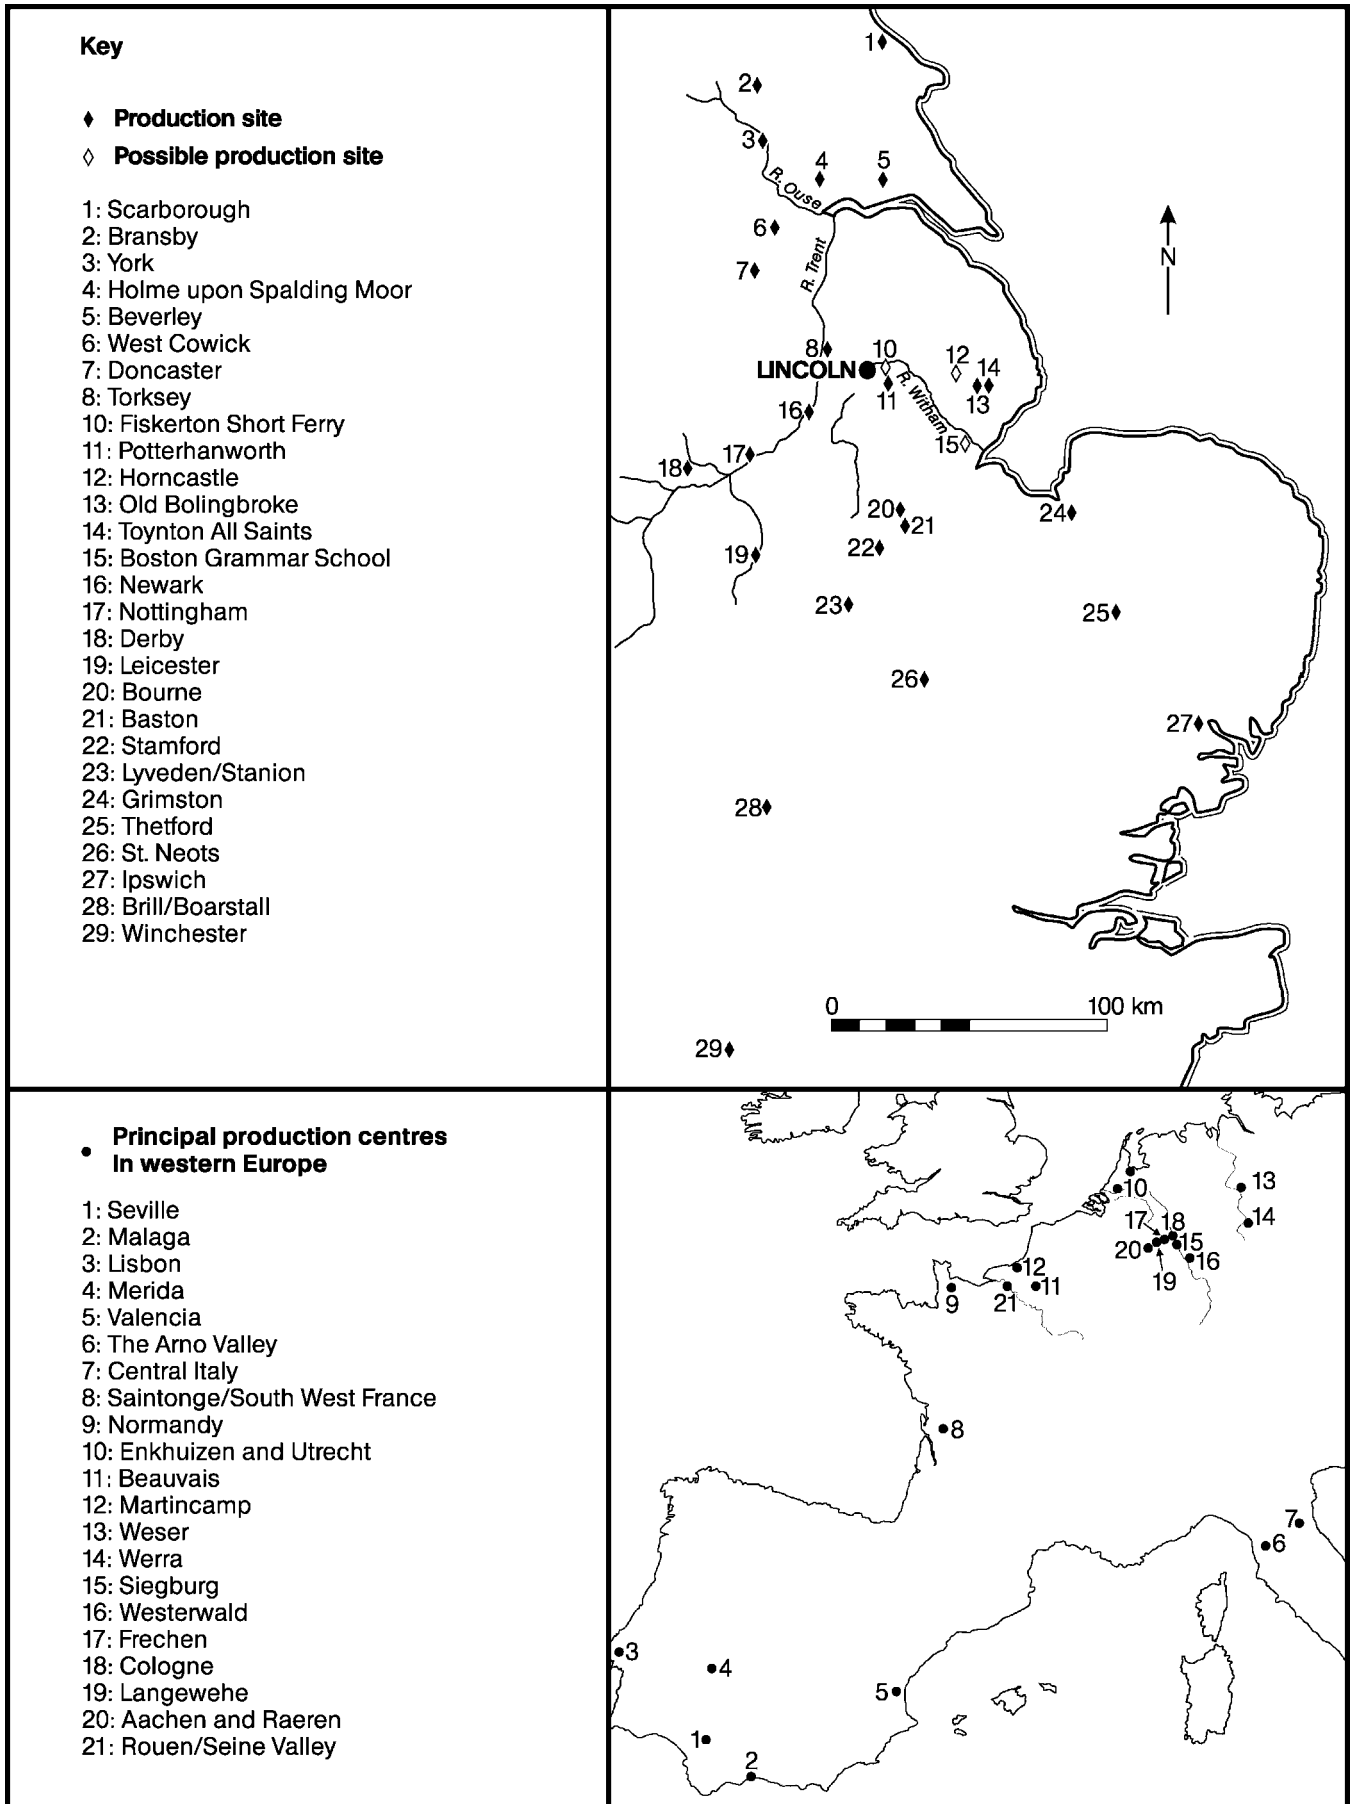 Key
Production site
Possible production site
1: Scarborough
2: Bransby
3: York
4: Holme upon Spalding Moor
5: Beverley
6: West Cowick
7: Doncaster
8: Torksey
10: Fiskerton Short Ferry
11: Potterhanworth
12: Horncastle
13: Old Bolingbroke
14: Toynton All Saints
15: Boston Grammar School
16: Newark
17: Nottingham
18: Derby
19: Leicester
20: Bourne
21: Baston
22: Stamford
23: Lyveden/Stanion
24: Grimston
25: Thetford
26: St. Neots
27: Ipswich
28: Brill/Boarstall
29: Winchester
1
2
3
4
5
R. Ouse
6
7
R. Trent
N
8
10
12
14
LINCOLN
11
13
R. Witham
16
15
17
18
20
21
24
22
19
23
25
26
27
28
0
100 km
29
Principal production centres
In western Europe
1: Seville
2: Malaga
3: Lisbon
4: Merida
5: Valencia
6: The Arno Valley
7: Central Italy
8: Saintonge/South West France
9: Normandy
10: Enkhuizen and Utrecht
11: Beauvais
12: Martincamp
13: Weser
14: Werra
15: Siegburg
16: Westerwald
17: Frechen
18: Cologne
19: Langewehe
20: Aachen and Raeren
21: Rouen/Seine Valley
13
10
14
17
18
20
15
16
19
12
11
9
21
8
7
6
3
4
5
1
2